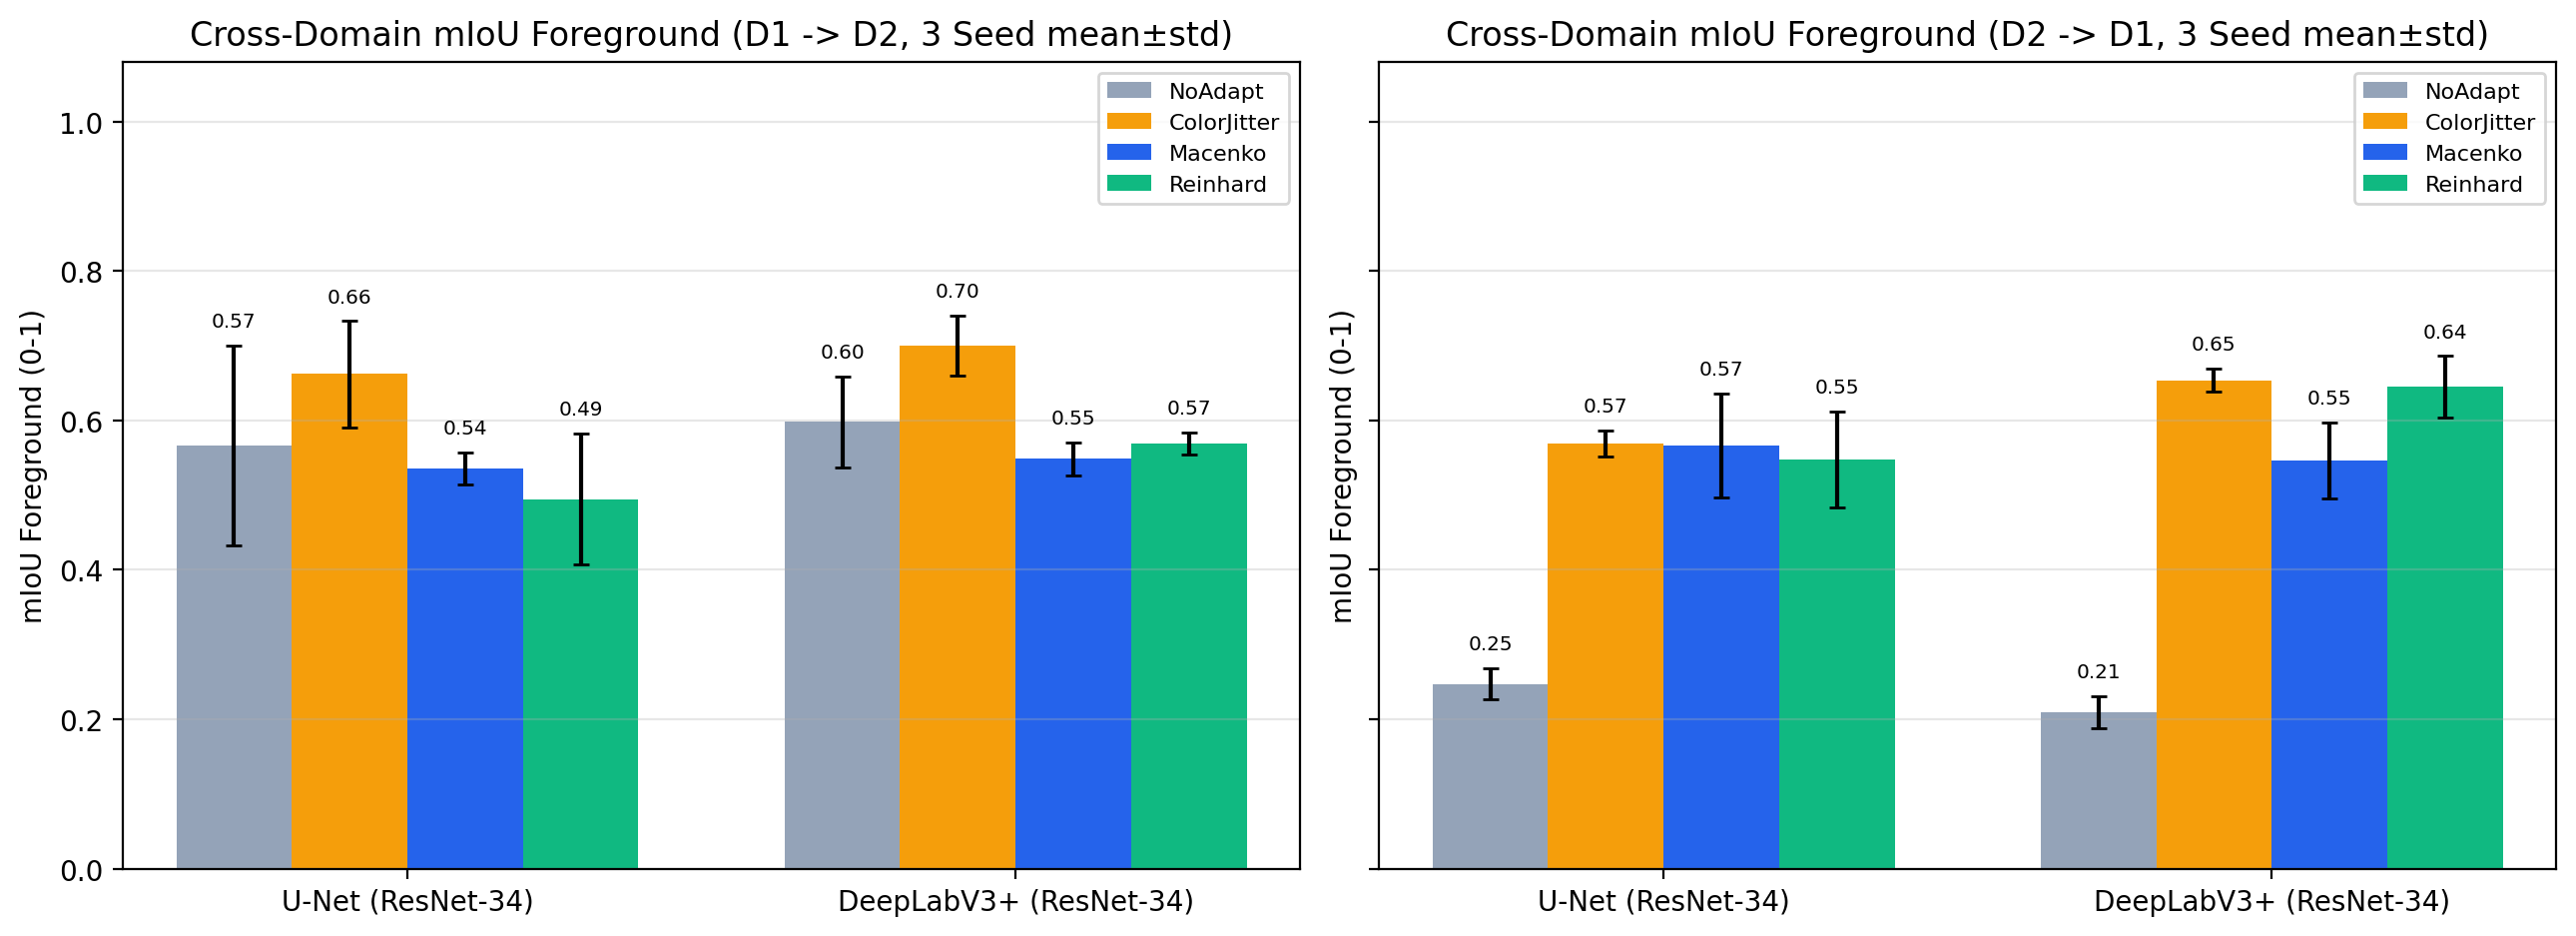 Cross-Domain mIoU Foreground (D1 -> D2, 3 Seed mean±std)
mIoU Foreground (0-1)
1.0
0.8
0.6
0.4
0.2
0.0
NoAdapt
ColorJitter
Macenko
Reinhard
0.57
0.66
0.54
0.49
0.60
0.70
0.55
0.57
U-Net (ResNet-34)
DeepLabV3+ (ResNet-34)
Cross-Domain mIoU Foreground (D2 -> D1, 3 Seed mean±std)
mIoU Foreground (0-1)
NoAdapt
ColorJitter
Macenko
Reinhard
0.25
0.57
0.57
0.55
0.21
0.65
0.55
0.64
U-Net (ResNet-34)
DeepLabV3+ (ResNet-34)